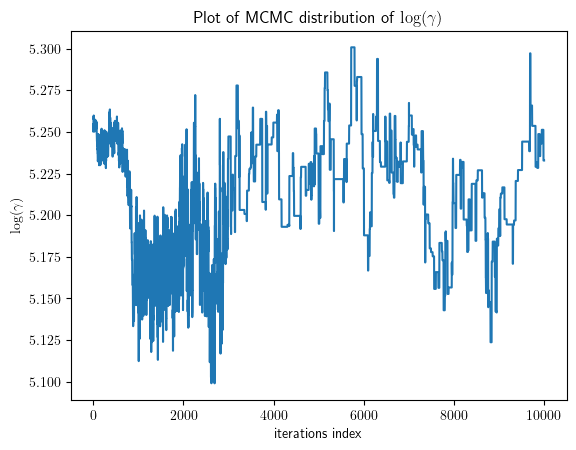 Plot of MCMC distribution of log(γ)
5.300
5.275
5.250
5.225
5.200
5.175
5.150
5.125
5.100
log(γ)
0 2000 4000 6000 8000 10000
iterations index